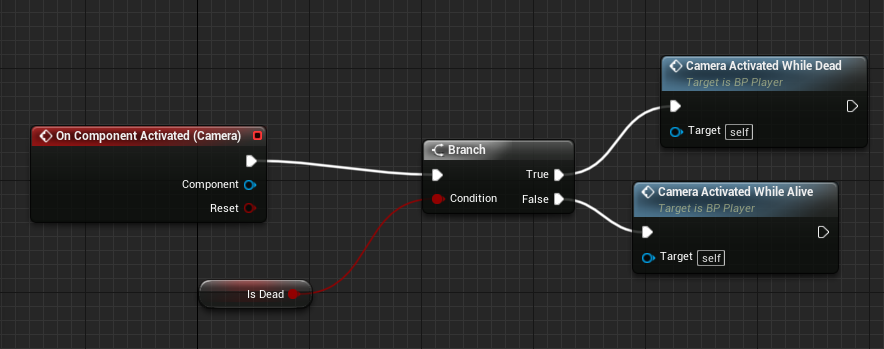 On Component Activated (Camera)
Component
Reset
Is Dead
Branch
True
Condition
False
Camera Activated While Dead
Target is BP Player
Target self
Camera Activated While Alive
Target is BP Player
Target self